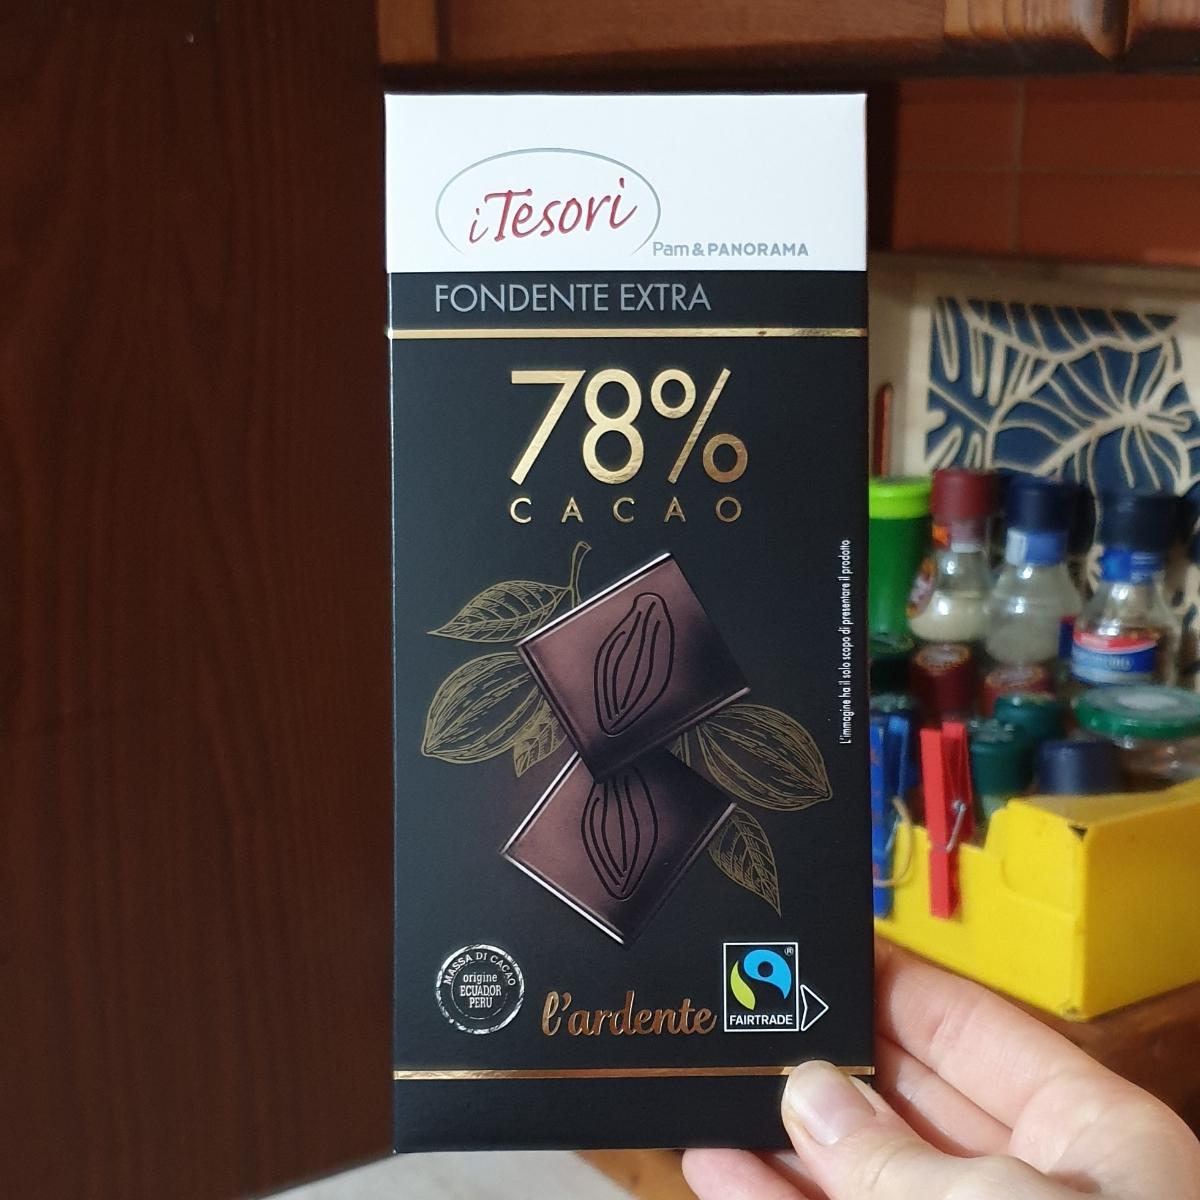 i Tesori
Pam & PANORAMA
FONDENTE EXTRA
78%
CACAO
L'immagine ha il solo scopo di presentare il prodotto
MASSA DI CACAO
origine
ECUADOR
PERU
l'ardente
®
FAIRTRADE